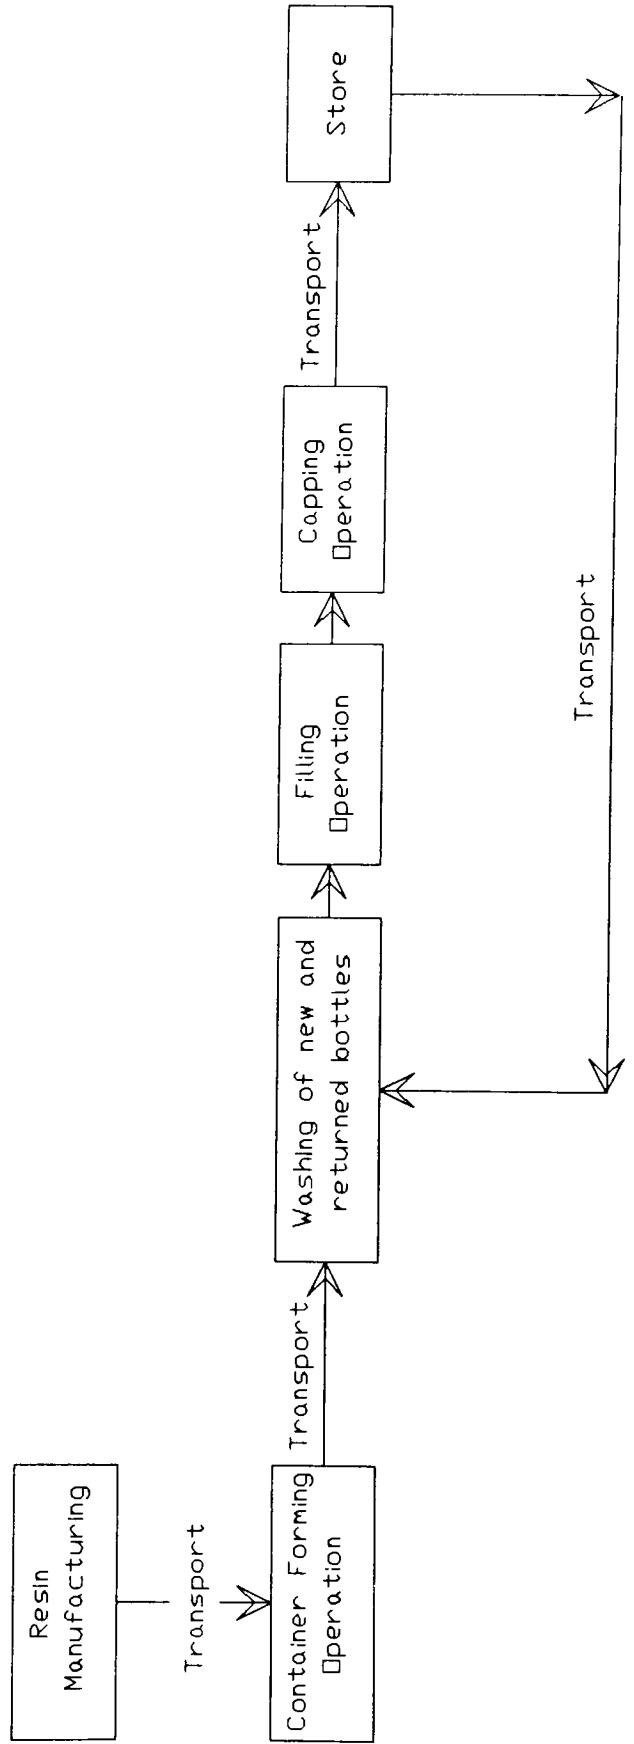 Resin
Manufacturing
Transport
Container Forming
Operation
Transport
Washing of new and
returned bottles
Filling
Operation
Capping
Operation
Transport
Store
Transport